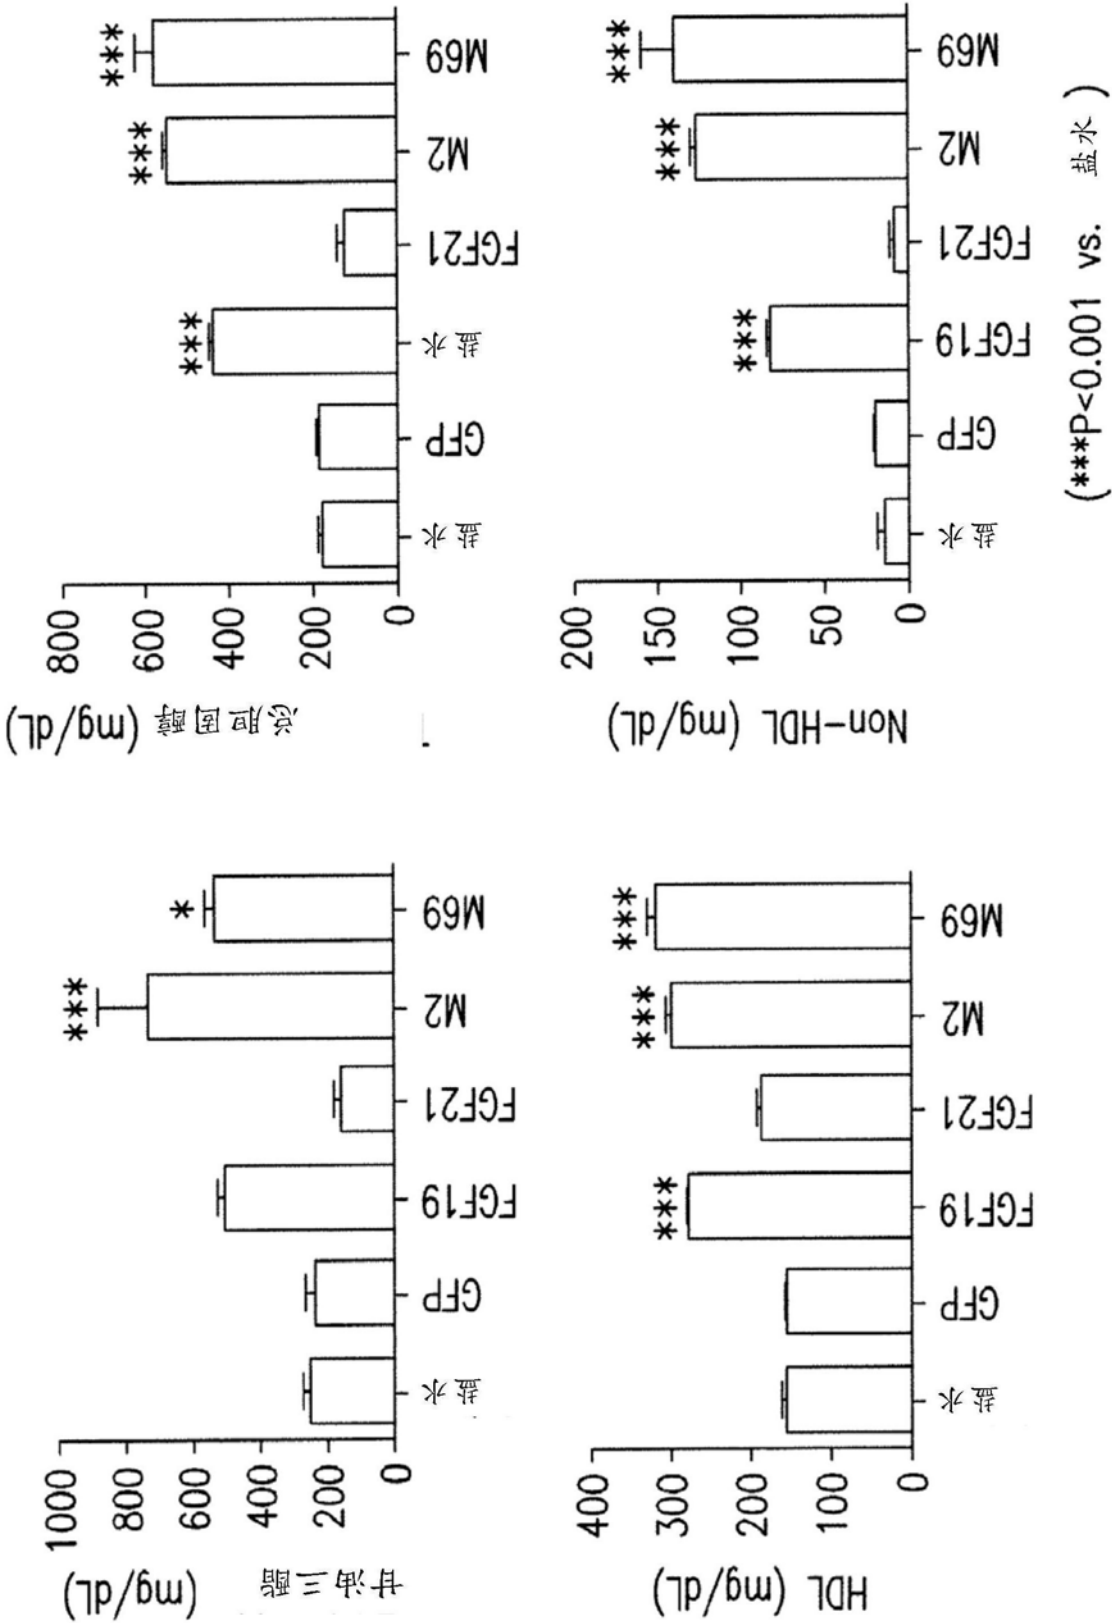 甘油三酯 (mg/dL)
1000
800
600
400
200
0
***
*
盐水
GFP
FGF19
FGF21
M2
M69
总胆固醇 (mg/dL)
800
600
400
200
0
***
***
***
盐水
GFP
盐水
FGF21
M2
M69
HDL (mg/dL)
400
300
200
100
0
***
***
***
盐水
GFP
FGF19
FGF21
M2
M69
Non-HDL (mg/dL)
200
150
100
50
0
***
***
***
盐水
GFP
FGF19
FGF21
M2
M69
(***P<0.001 vs. 盐水 )